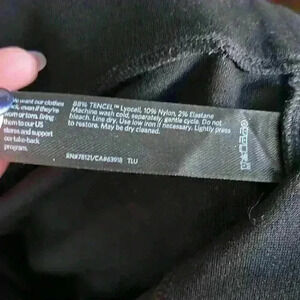 We want our clothes
back, even if they're
worn or torn. Bring
them to our US
stores and support
our take-back
program.
88% TENCEL™ Lyocell, 10% Nylon, 2% Elastane
Machine wash cold, separately, gentle cycle. Do not
bleach. Line dry. Use low iron if necessary. Lightly press
to restore. May be dry cleaned.
RN#78121/CA#63918 TLU